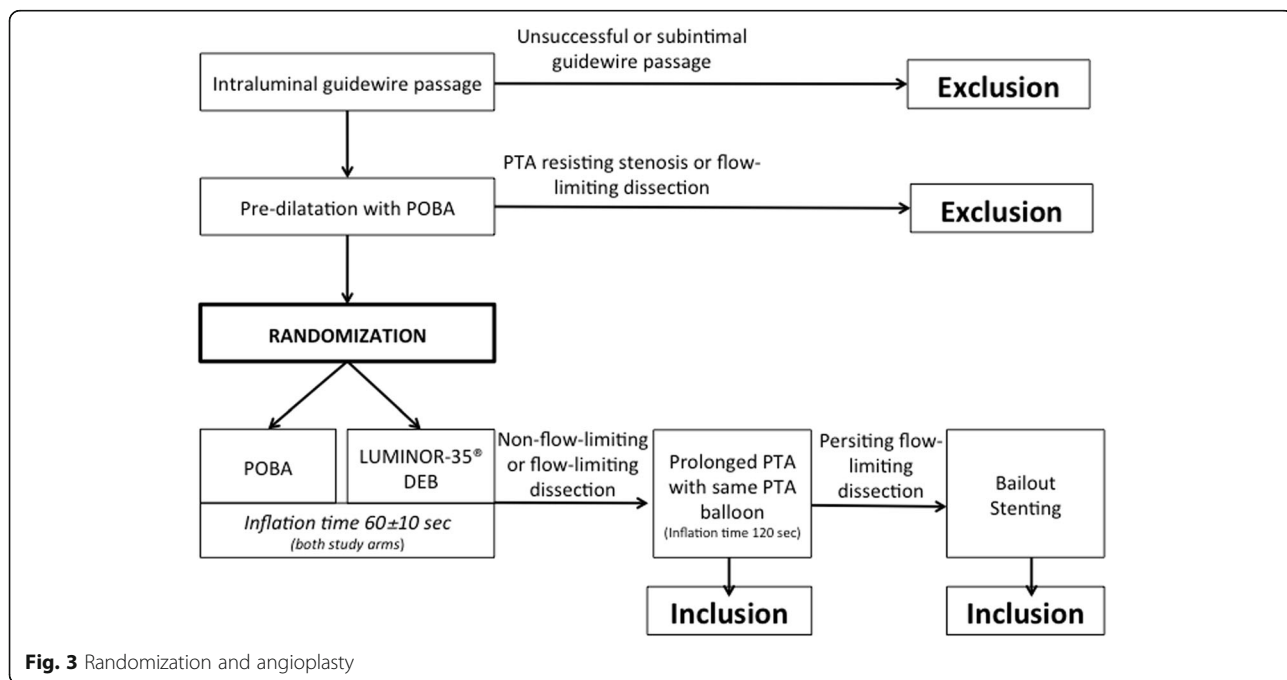 Unsuccessful or subintimal
guidewire passage
Intraluminal guidewire passage
Exclusion
PTA resisting stenosis or flow-
limiting dissection
Pre-dilatation with POBA
Exclusion
RANDOMIZATION
POBA
LUMINOR-35®
DEB
Inflation time 60±10 sec
(both study arms)
Non-flow-limiting
or flow-limiting
dissection
Prolonged PTA
with same PTA
balloon
(Inflation time 120 sec)
Persiting flow-
limiting
dissection
Bailout
Stenting
Inclusion
Inclusion
Fig. 3 Randomization and angioplasty